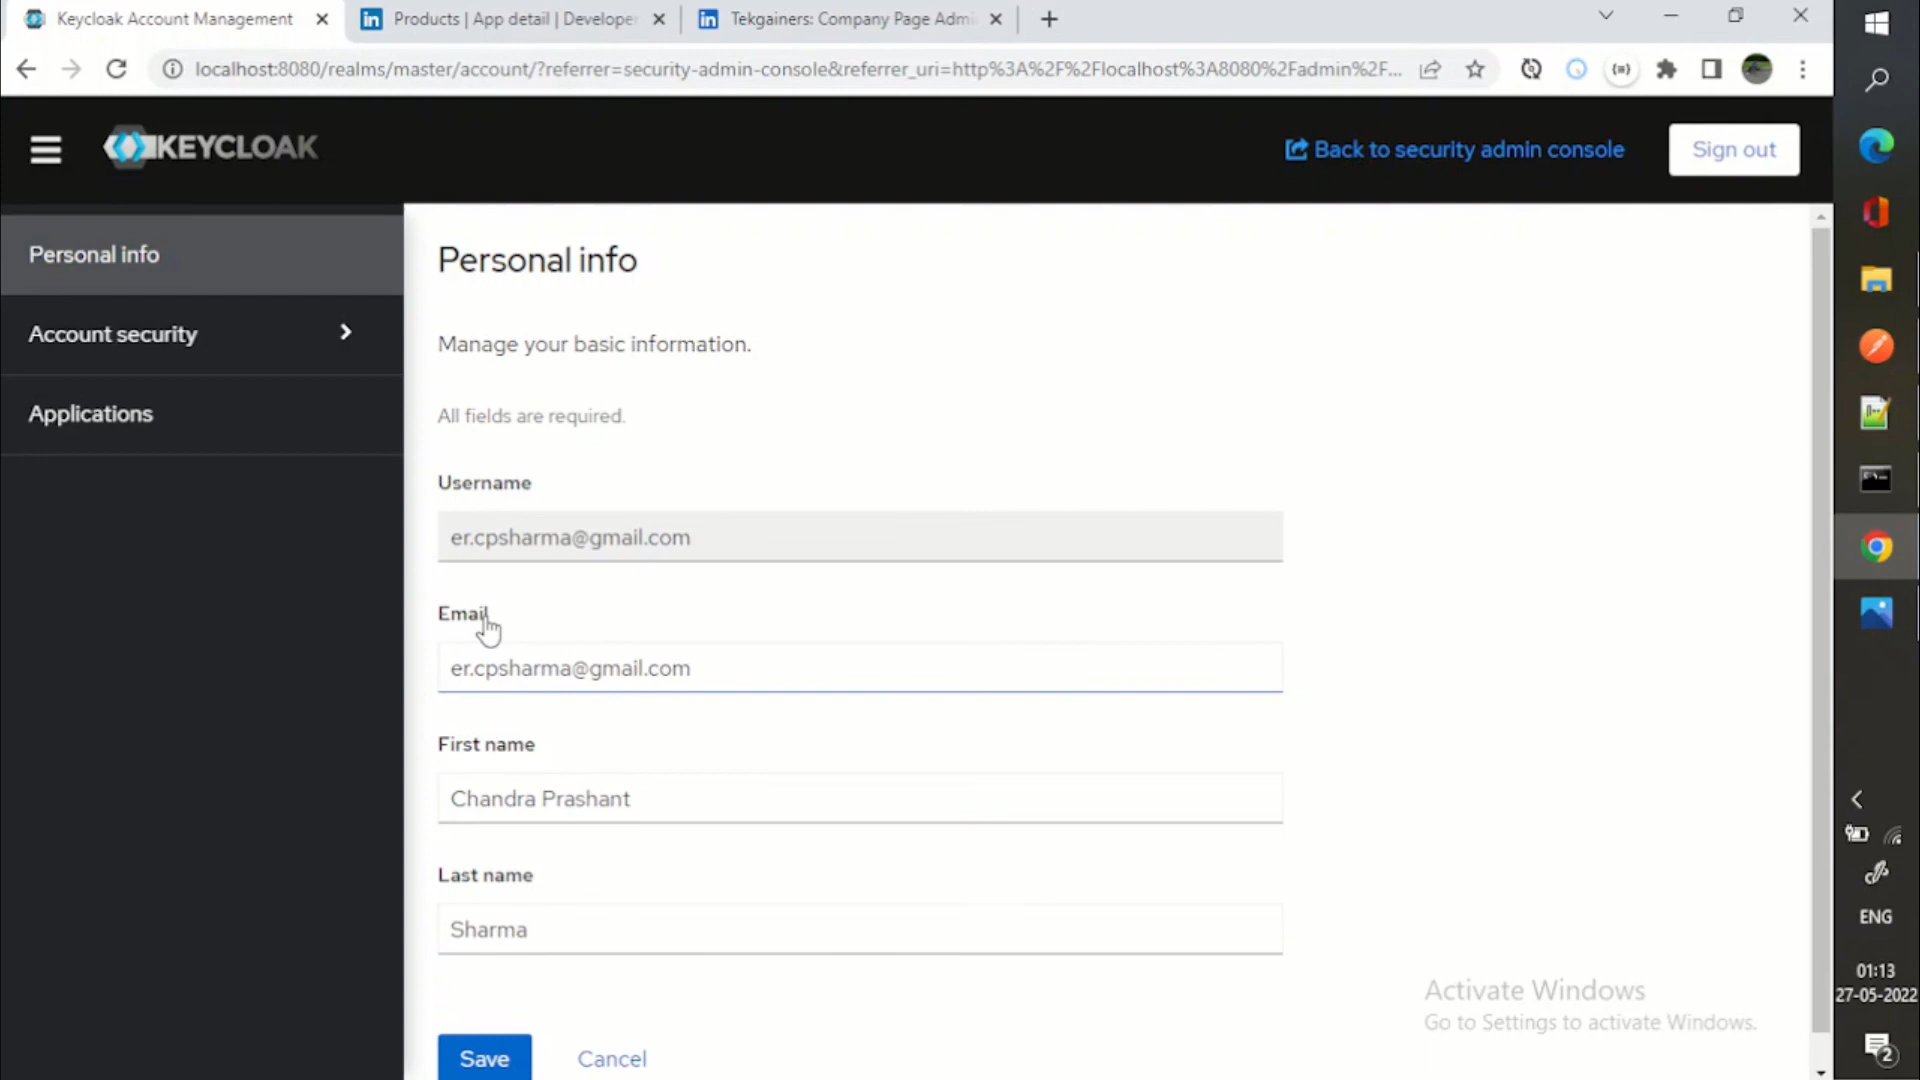 Keycloak Account Management
Products | App detail | Develope
Tekgainers: Company Page Admi
localhost:8080/realms/master/account/?referrer=security-admin-console&referrer_uri=http%3A%2F%2Flocalhost%3A8080%2Fadmin%2F...
KEYCLOAK
Back to security admin console
Sign out
Personal info
Account security
Applications
Personal info
Manage your basic information.
All fields are required.
Username
er.cpsharma@gmail.com
Email
er.cpsharma@gmail.com
First name
Chandra Prashant
Last name
Sharma
Save
Cancel
Activate Windows
Go to Settings to activate Windows.
ENG
01:13
27-05-2022
2